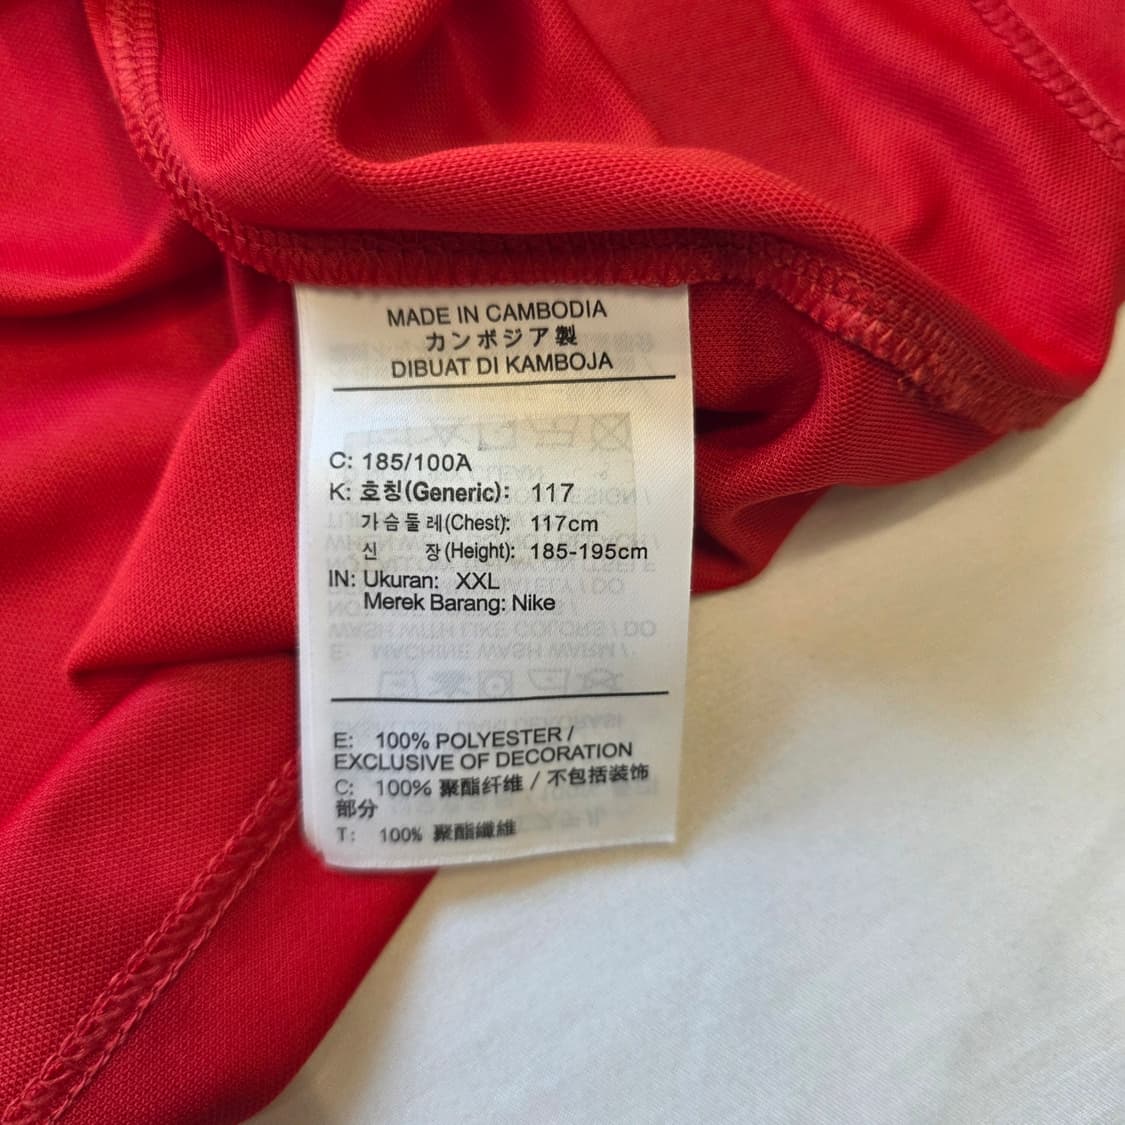 MADE IN CAMBODIA
カンボジア製
DIBUAT DI KAMBOJA
C: 185/100A
K: 호칭(Generic): 117
가슴둘레(Chest): 117cm
신 장(Height): 185-195cm
IN: Ukuran: XXL
Merek Barang: Nike
E: 100% POLYESTER /
EXCLUSIVE OF DECORATION
C: 100% 聚酯纤维 / 不包括装饰
部分
T: 100% 聚酯纖維